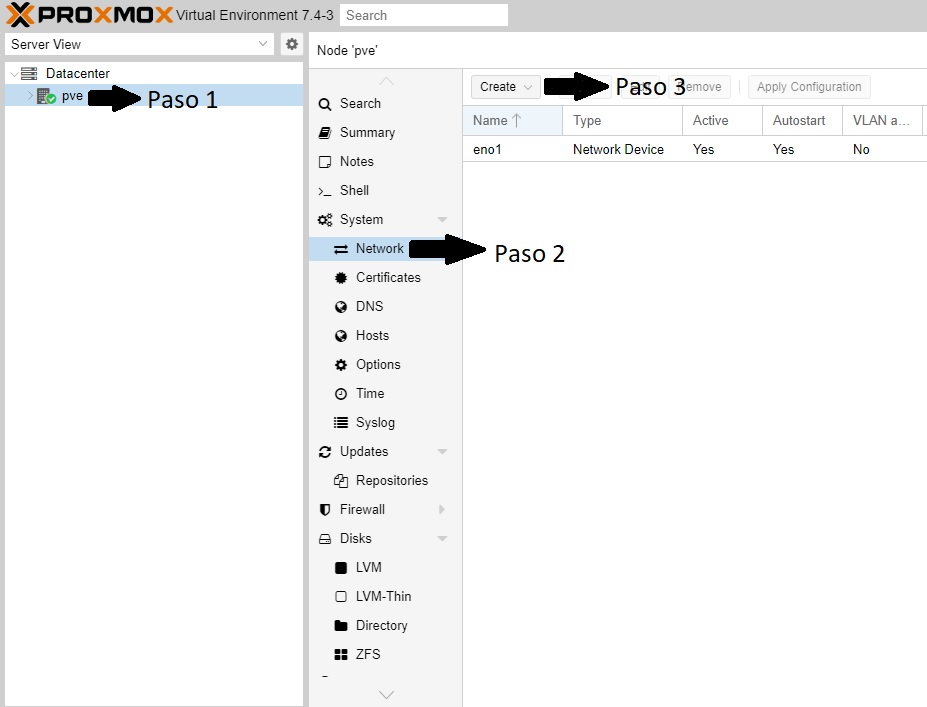 PROXMOX Virtual Environment 7.4-3 Search
Server View
Node 'pve'
Datacenter
pve Paso 1
Create Paso 3 Remove Apply Configuration
Name Type Active Autostart VLAN a...
eno1 Network Device Yes Yes No
Search
Summary
Notes
>_ Shell
System
Network Paso 2
Certificates
DNS
Hosts
Options
Time
Syslog
Updates
Repositories
Firewall
Disks
LVM
LVM-Thin
Directory
ZFS